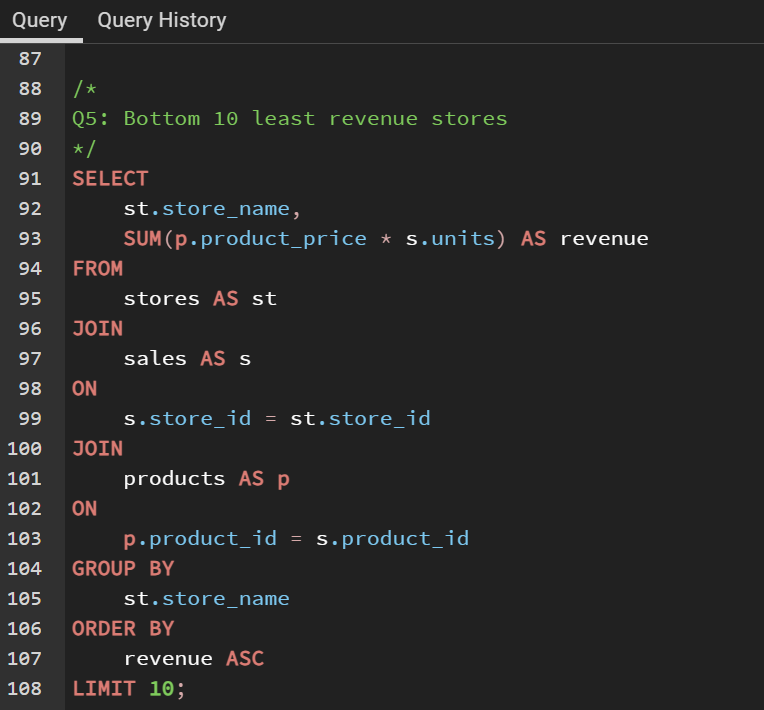 Query Query History
87
88 /*
89 Q5: Bottom 10 least revenue stores
90 */
91 SELECT
92     st.store_name,
93     SUM(p.product_price * s.units) AS revenue
94 FROM
95     stores AS st
96 JOIN
97     sales AS s
98 ON
99     s.store_id = st.store_id
100 JOIN
101     products AS p
102 ON
103     p.product_id = s.product_id
104 GROUP BY
105     st.store_name
106 ORDER BY
107     revenue ASC
108 LIMIT 10;